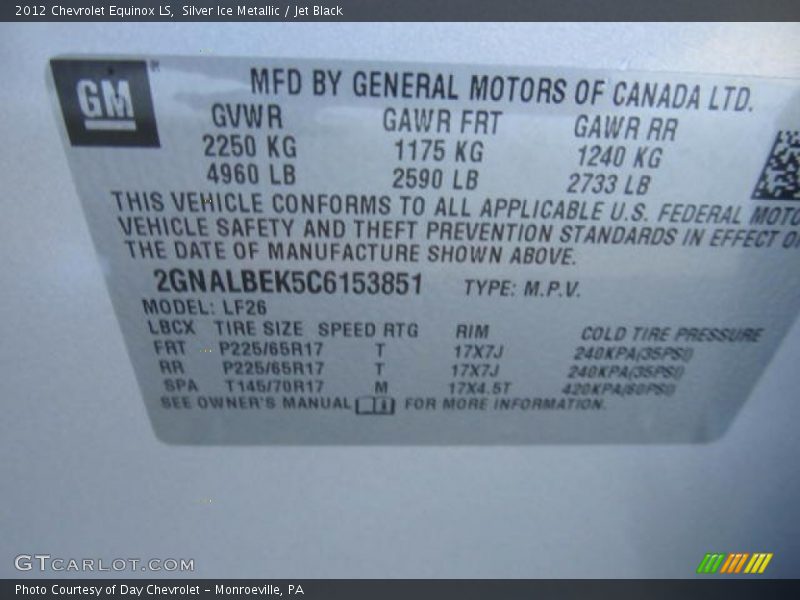 2012 Chevrolet Equinox LS,  Silver Ice Metallic / Jet Black
GM
MFD BY GENERAL MOTORS OF CANADA LTD.
GVWR GAWR FRT GAWR RR
2250 KG 1175 KG 1240 KG
4960 LB 2590 LB 2733 LB
THIS VEHICLE CONFORMS TO ALL APPLICABLE U.S. FEDERAL MOTO
VEHICLE SAFETY AND THEFT PREVENTION STANDARDS IN EFFECT O
THE DATE OF MANUFACTURE SHOWN ABOVE.
2GNALBEK5C6153851 TYPE: M.P.V.
MODEL: LF26
LBCX TIRE SIZE SPEED RTG RIM COLD TIRE PRESSURE
FRT P225/65R17 T 17X7J 240KPA(35PSI)
RR P225/65R17 T 17X7J 240KPA(35PSI)
SPA T145/70R17 M 17X4.5T 420KPA(60PSI)
SEE OWNER'S MANUAL FOR MORE INFORMATION.
GTCARLOT.COM
Photo Courtesy of Day Chevrolet - Monroeville, PA